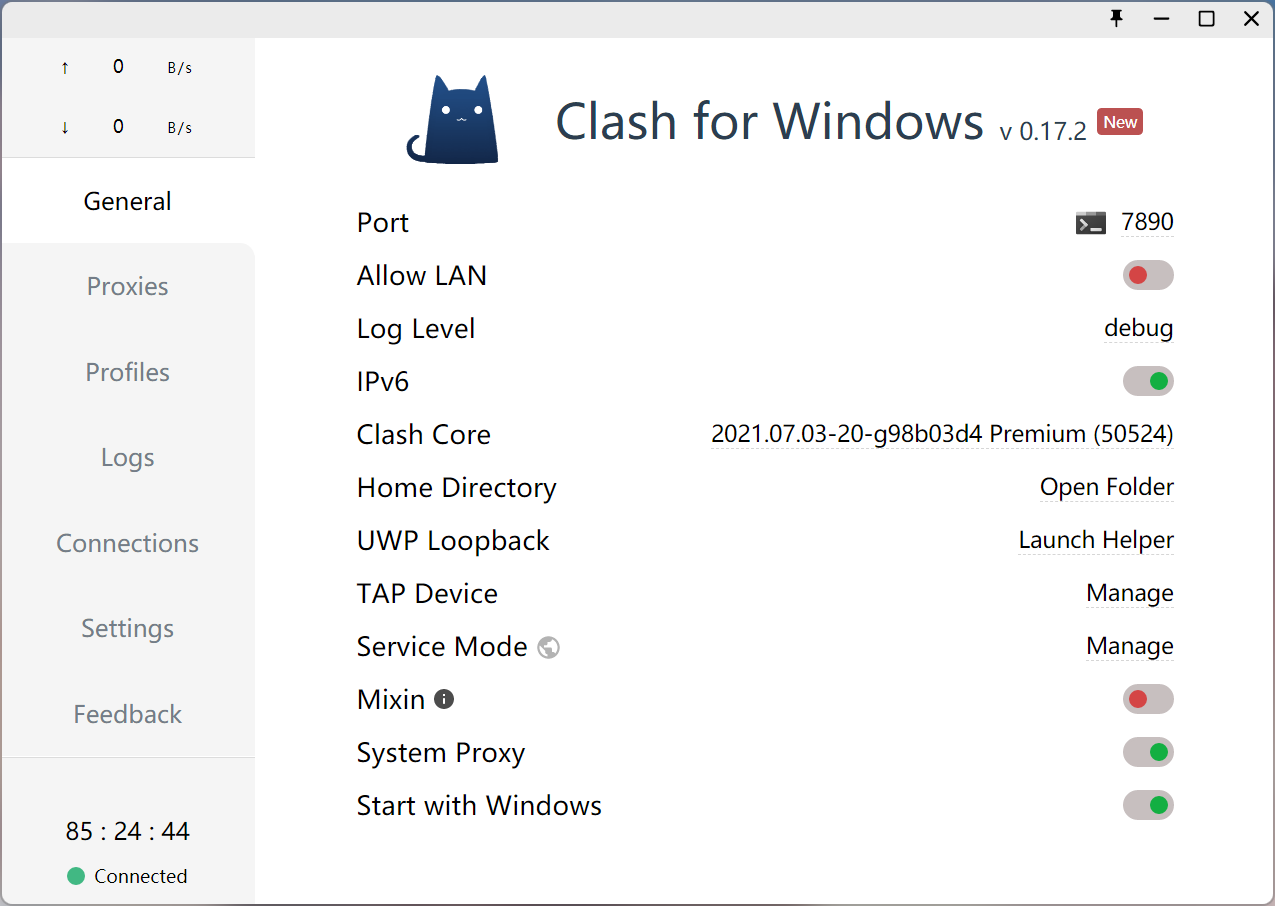 ↑ 0 B/s
↓ 0 B/s
General
Proxies
Profiles
Logs
Connections
Settings
Feedback
85 : 24 : 44
Connected
Clash for Windows v 0.17.2 New
Port 7890
Allow LAN
Log Level debug
IPv6
Clash Core 2021.07.03-20-g98b03d4 Premium (50524)
Home Directory Open Folder
UWP Loopback Launch Helper
TAP Device Manage
Service Mode Manage
Mixin
System Proxy
Start with Windows